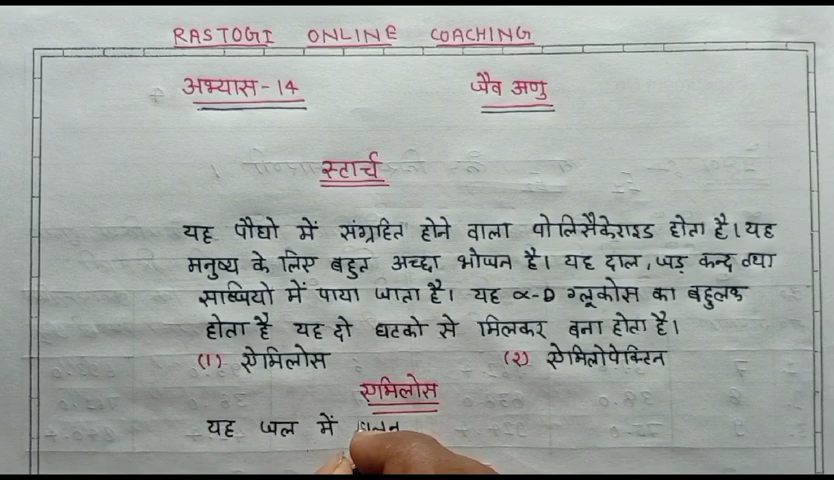 RASTOGI ONLINE COACHING
अभ्यास-14 जैव अणु
स्टार्च
यह पौधो में संग्रहित होने वाला पोलिसैकेराइड होता है। यह
मनुष्य के लिए बहुत अच्छा भोजन है। यह दाल, जड़ कन्द तथा
सब्जियो में पाया जाता है। यह α-D ग्लूकोस का बहुलक
होता है यह दो घटको से मिलकर बना होता है।
(1) ऐमिलोस (२) ऐमिलोपेक्टिन
एमिलोस
यह जल में